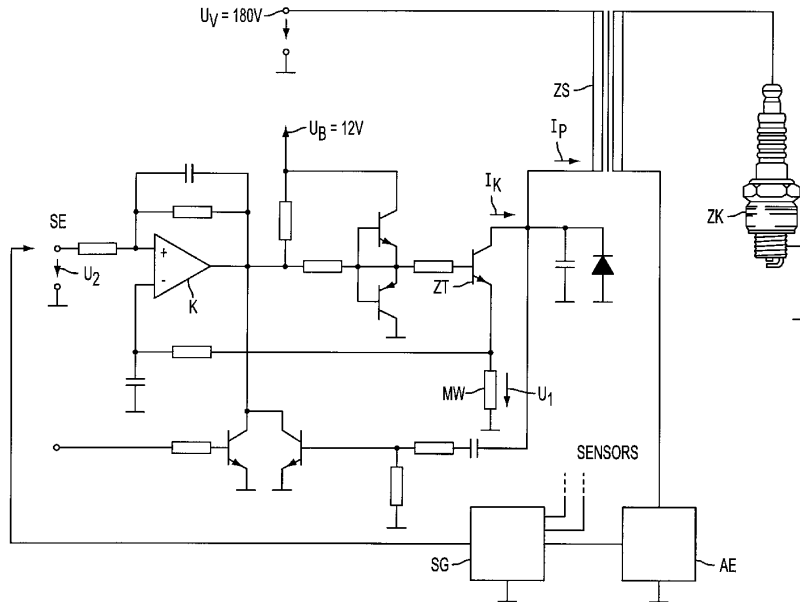 U_V = 180V
ZS
U_B = 12V
I_P
I_K
ZK
SE
+
U_2
K
-
ZT
MW
U_1
SENSORS
SG
AE